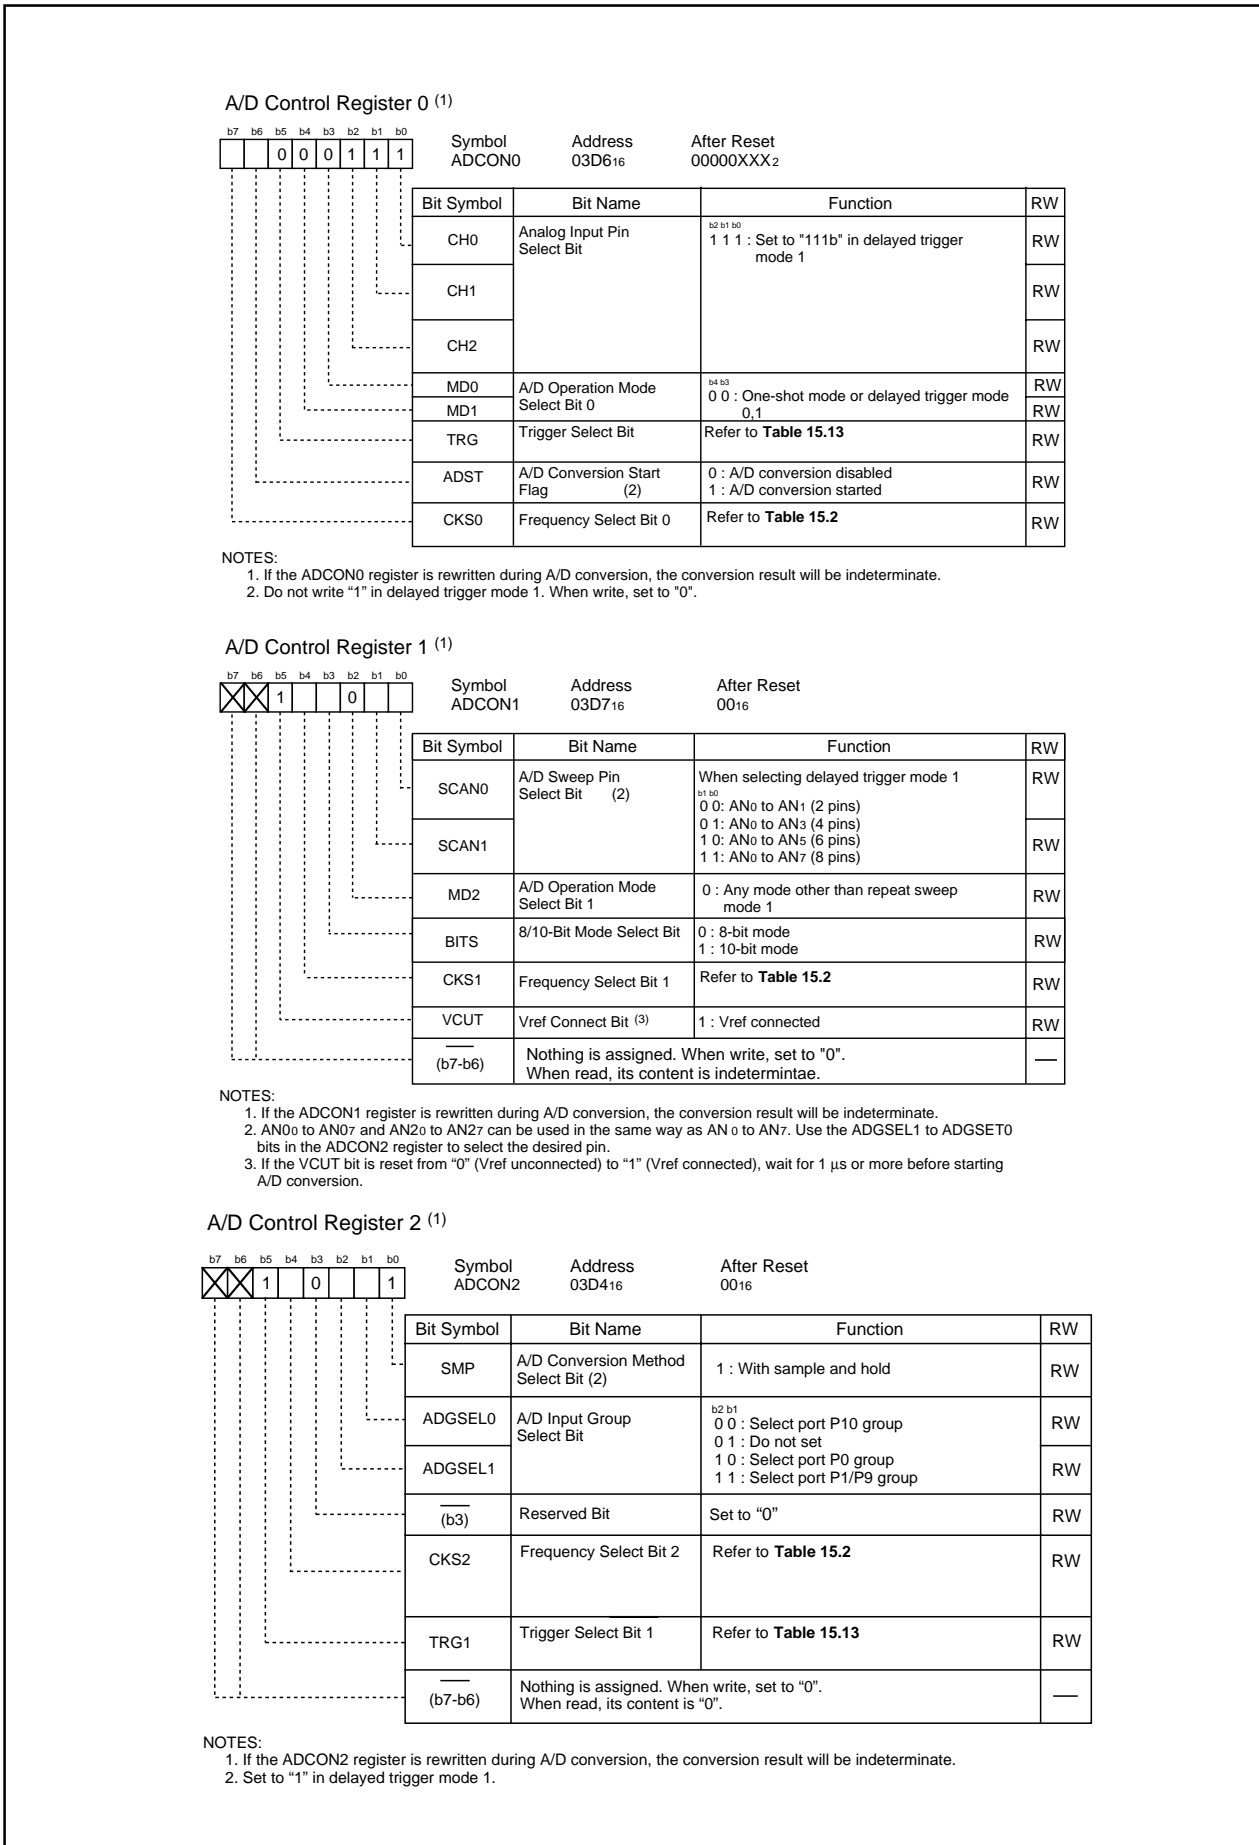 A/D Control Register 0 (1)
b7 b6 b5 b4 b3 b2 b1 b0
0 0 0 1 1 1
Symbol Address After Reset
ADCON0 03D616 00000XXX2
Bit Symbol Bit Name Function RW
CH0 Analog Input Pin Select Bit b2 b1 b0 RW
1 1 1 : Set to "111b" in delayed trigger
mode 1
CH1 RW
CH2 RW
MD0 A/D Operation Mode b4 b3 RW
Select Bit 0 0 0 : One-shot mode or delayed trigger mode
MD1 0,1 RW
TRG Trigger Select Bit Refer to Table 15.13 RW
ADST A/D Conversion Start 0 : A/D conversion disabled RW
Flag (2) 1 : A/D conversion started
CKS0 Frequency Select Bit 0 Refer to Table 15.2 RW
NOTES:
1. If the ADCON0 register is rewritten during A/D conversion, the conversion result will be indeterminate.
2. Do not write “1” in delayed trigger mode 1. When write, set to "0".
A/D Control Register 1 (1)
b7 b6 b5 b4 b3 b2 b1 b0
1 0
Symbol Address After Reset
ADCON1 03D716 0016
Bit Symbol Bit Name Function RW
SCAN0 A/D Sweep Pin When selecting delayed trigger mode 1 RW
Select Bit (2) b1 b0
0 0: AN0 to AN1 (2 pins)
0 1: AN0 to AN3 (4 pins)
SCAN1 1 0: AN0 to AN5 (6 pins) RW
1 1: AN0 to AN7 (8 pins)
MD2 A/D Operation Mode 0 : Any mode other than repeat sweep RW
Select Bit 1 mode 1
BITS 8/10-Bit Mode Select Bit 0 : 8-bit mode RW
1 : 10-bit mode
CKS1 Frequency Select Bit 1 Refer to Table 15.2 RW
VCUT Vref Connect Bit (3) 1 : Vref connected RW
(b7-b6) Nothing is assigned. When write, set to "0". —
When read, its content is indetermintae.
NOTES:
1. If the ADCON1 register is rewritten during A/D conversion, the conversion result will be indeterminate.
2. AN00 to AN07 and AN20 to AN27 can be used in the same way as AN 0 to AN7. Use the ADGSEL1 to ADGSET0
bits in the ADCON2 register to select the desired pin.
3. If the VCUT bit is reset from “0” (Vref unconnected) to “1” (Vref connected), wait for 1 μs or more before starting
A/D conversion.
A/D Control Register 2 (1)
b7 b6 b5 b4 b3 b2 b1 b0
1 0 1
Symbol Address After Reset
ADCON2 03D416 0016
Bit Symbol Bit Name Function RW
SMP A/D Conversion Method 1 : With sample and hold RW
Select Bit (2)
ADGSEL0 A/D Input Group b2 b1 RW
Select Bit 0 0 : Select port P10 group
0 1 : Do not set
ADGSEL1 1 0 : Select port P0 group RW
1 1 : Select port P1/P9 group
(b3) Reserved Bit Set to “0” RW
CKS2 Frequency Select Bit 2 Refer to Table 15.2 RW
TRG1 Trigger Select Bit 1 Refer to Table 15.13 RW
(b7-b6) Nothing is assigned. When write, set to “0”. —
When read, its content is “0”.
NOTES:
1. If the ADCON2 register is rewritten during A/D conversion, the conversion result will be indeterminate.
2. Set to “1” in delayed trigger mode 1.